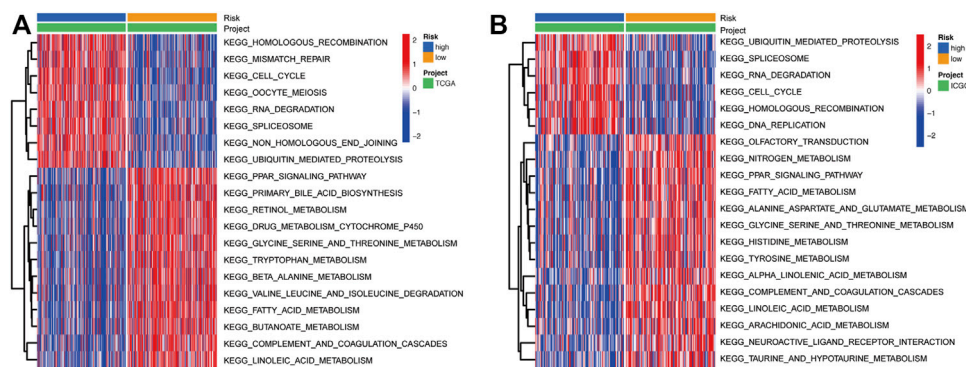 A
Risk
Project
KEGG_HOMOLOGOUS_RECOMBINATION
KEGG_MISMATCH_REPAIR
KEGG_CELL_CYCLE
KEGG_OOCYTE_MEIOSIS
KEGG_RNA_DEGRADATION
KEGG_SPLICEOSOME
KEGG_NON_HOMOLOGOUS_END_JOINING
KEGG_UBIQUITIN_MEDIATED_PROTEOLYSIS
KEGG_PPAR_SIGNALING_PATHWAY
KEGG_PRIMARY_BILE_ACID_BIOSYNTHESIS
KEGG_RETINOL_METABOLISM
KEGG_DRUG_METABOLISM_CYTOCHROME_P450
KEGG_GLYCINE_SERINE_AND_THREONINE_METABOLISM
KEGG_TRYPTOPHAN_METABOLISM
KEGG_BETA_ALANINE_METABOLISM
KEGG_VALINE_LEUCINE_AND_ISOLEUCINE_DEGRADATION
KEGG_FATTY_ACID_METABOLISM
KEGG_BUTANOATE_METABOLISM
KEGG_COMPLEMENT_AND_COAGULATION_CASCADES
KEGG_LINOLEIC_ACID_METABOLISM
2
1
0
-1
-2
Risk
high
low
Project
TCGA
B
Risk
Project
KEGG_UBIQUITIN_MEDIATED_PROTEOLYSIS
KEGG_SPLICEOSOME
KEGG_RNA_DEGRADATION
KEGG_CELL_CYCLE
KEGG_HOMOLOGOUS_RECOMBINATION
KEGG_DNA_REPLICATION
KEGG_OLFACTORY_TRANSDUCTION
KEGG_NITROGEN_METABOLISM
KEGG_PPAR_SIGNALING_PATHWAY
KEGG_FATTY_ACID_METABOLISM
KEGG_ALANINE_ASPARTATE_AND_GLUTAMATE_METABOLISM
KEGG_GLYCINE_SERINE_AND_THREONINE_METABOLISM
KEGG_HISTIDINE_METABOLISM
KEGG_TYROSINE_METABOLISM
KEGG_ALPHA_LINOLENIC_ACID_METABOLISM
KEGG_COMPLEMENT_AND_COAGULATION_CASCADES
KEGG_LINOLEIC_ACID_METABOLISM
KEGG_ARACHIDONIC_ACID_METABOLISM
KEGG_NEUROACTIVE_LIGAND_RECEPTOR_INTERACTION
KEGG_TAURINE_AND_HYPOTAURINE_METABOLISM
2
1
0
-1
-2
Risk
high
low
Project